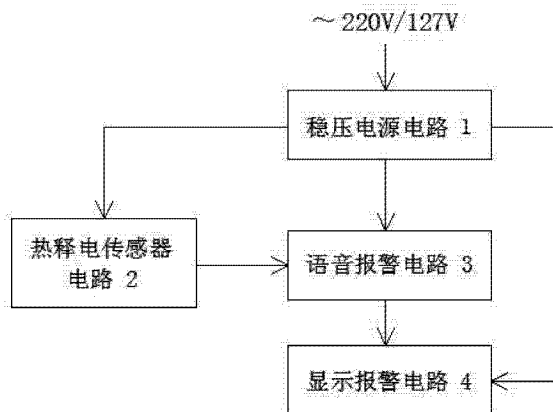 ～220V/127V
稳压电源电路 1
热释电传感器
电路 2
语音报警电路 3
显示报警电路 4